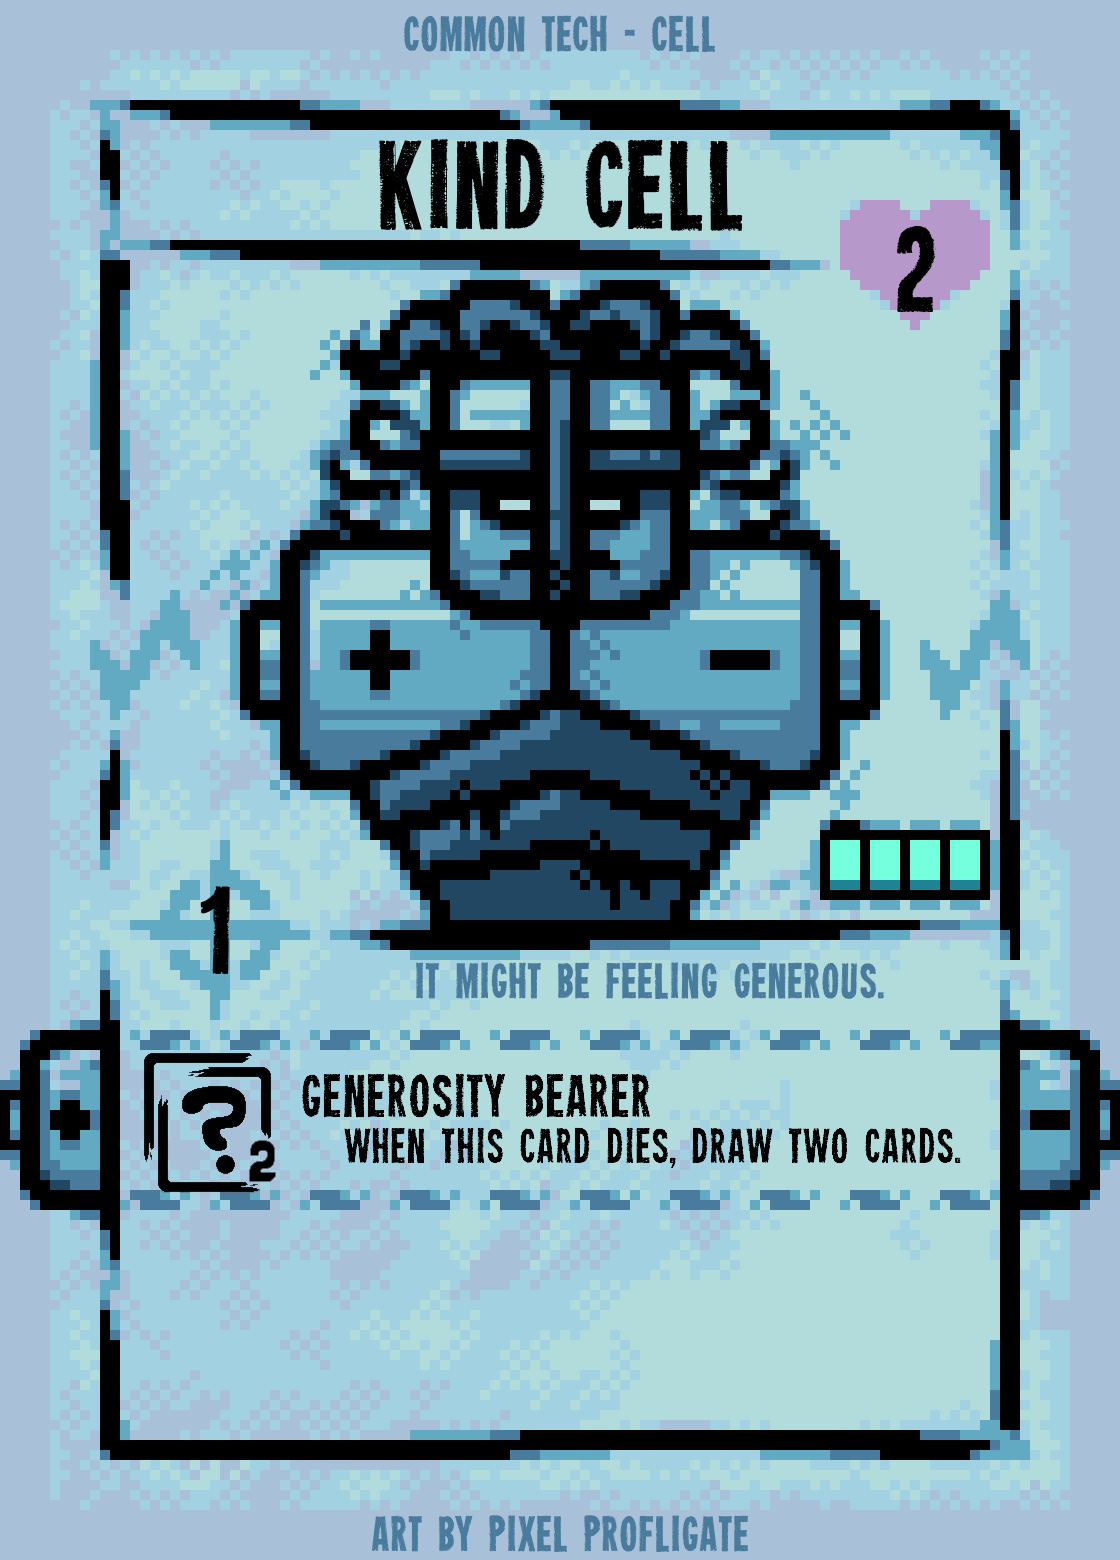 COMMON TECH - CELL
KIND CELL
2
+ -
1
IT MIGHT BE FEELING GENEROUS.
+ -
?2
GENEROSITY BEARER
WHEN THIS CARD DIES, DRAW TWO CARDS.
ART BY PIXEL PROFLIGATE